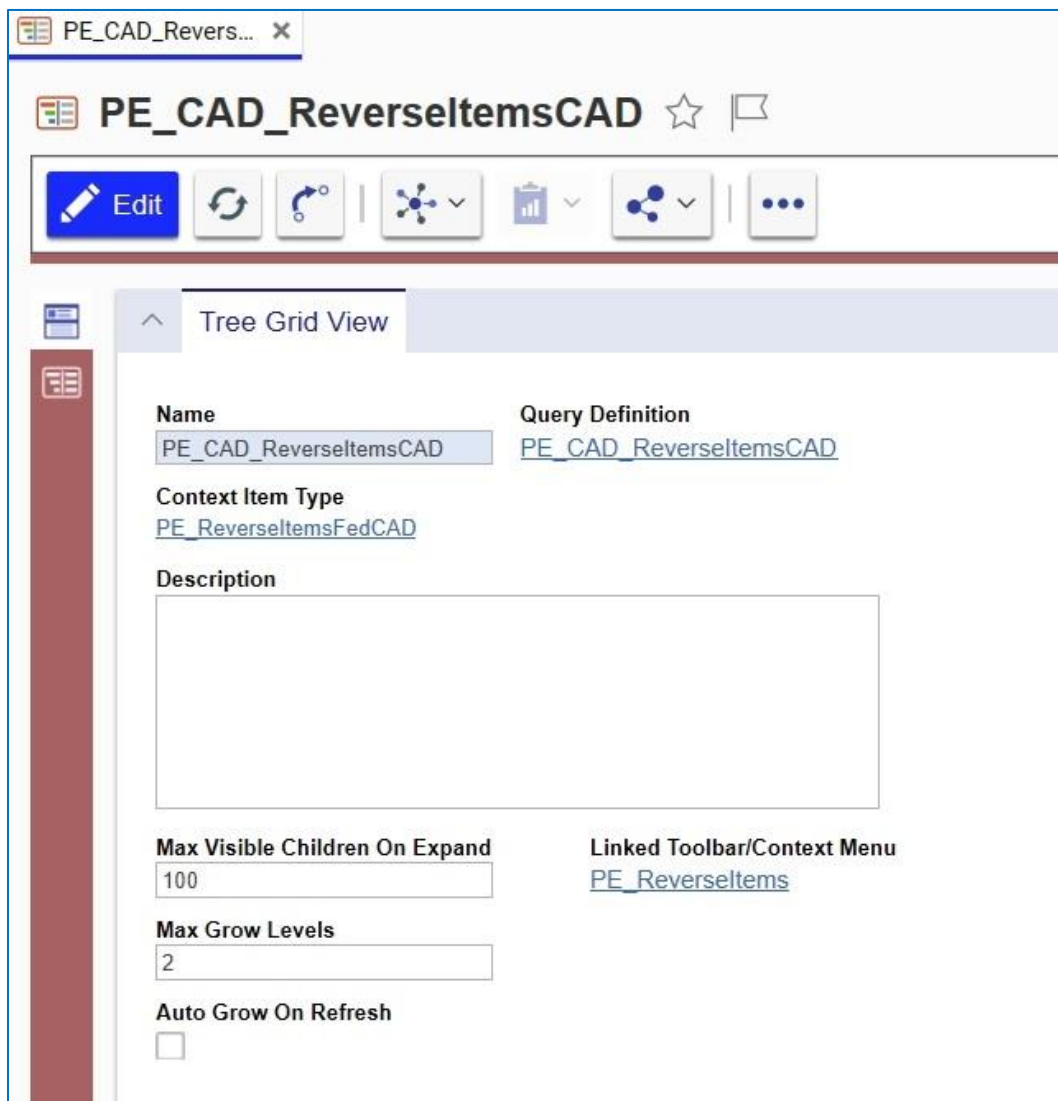 PE_CAD_Revers...
PE_CAD_ReverseItemsCAD
Edit
Tree Grid View
Name Query Definition
PE_CAD_ReverseItemsCAD PE_CAD_ReverseItemsCAD
Context Item Type
PE_ReverseItemsFedCAD
Description
Max Visible Children On Expand Linked Toolbar/Context Menu
100 PE_ReverseItems
Max Grow Levels
2
Auto Grow On Refresh